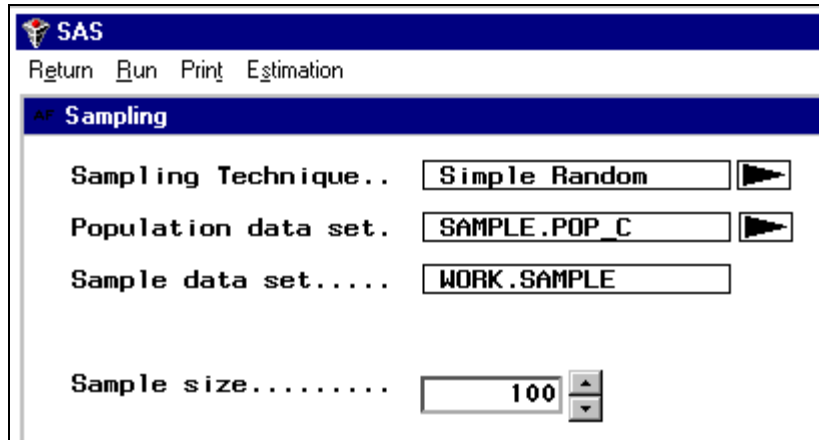 SAS
Return Run Print Estimation
AF Sampling
Sampling Technique.. Simple Random
Population data set. SAMPLE.POP_C
Sample data set..... WORK.SAMPLE
Sample size......... 100